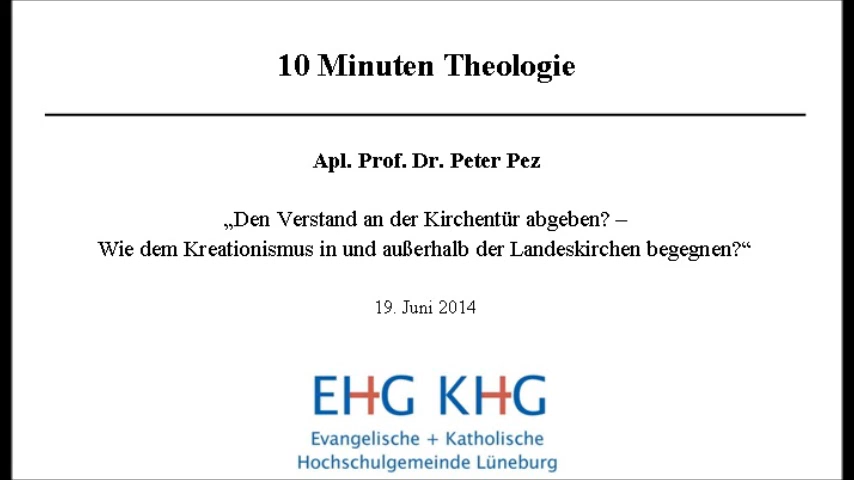 10 Minuten Theologie
Apl. Prof. Dr. Peter Pez
„Den Verstand an der Kirchentür abgeben? –
Wie dem Kreationismus in und außerhalb der Landeskirchen begegnen?“
19. Juni 2014
EHG KHG
Evangelische + Katholische
Hochschulgemeinde Lüneburg